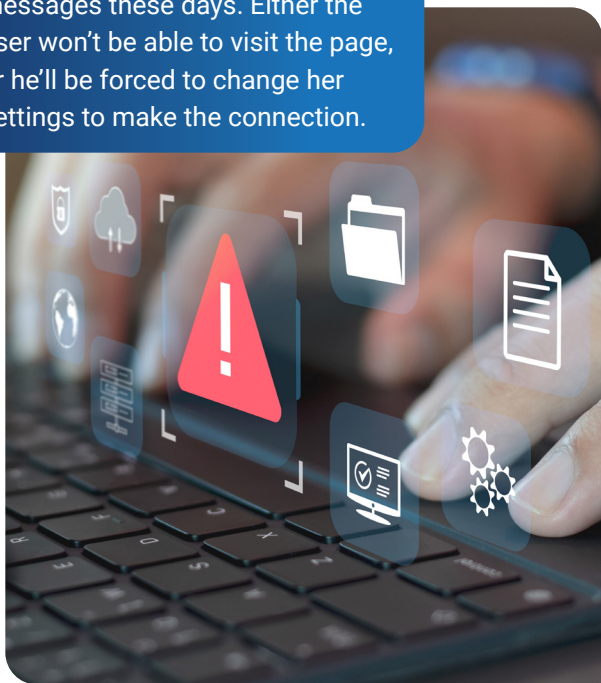 messages these days. Either the
ser won't be able to visit the page,
r he'll be forced to change her
ettings to make the connection.
!